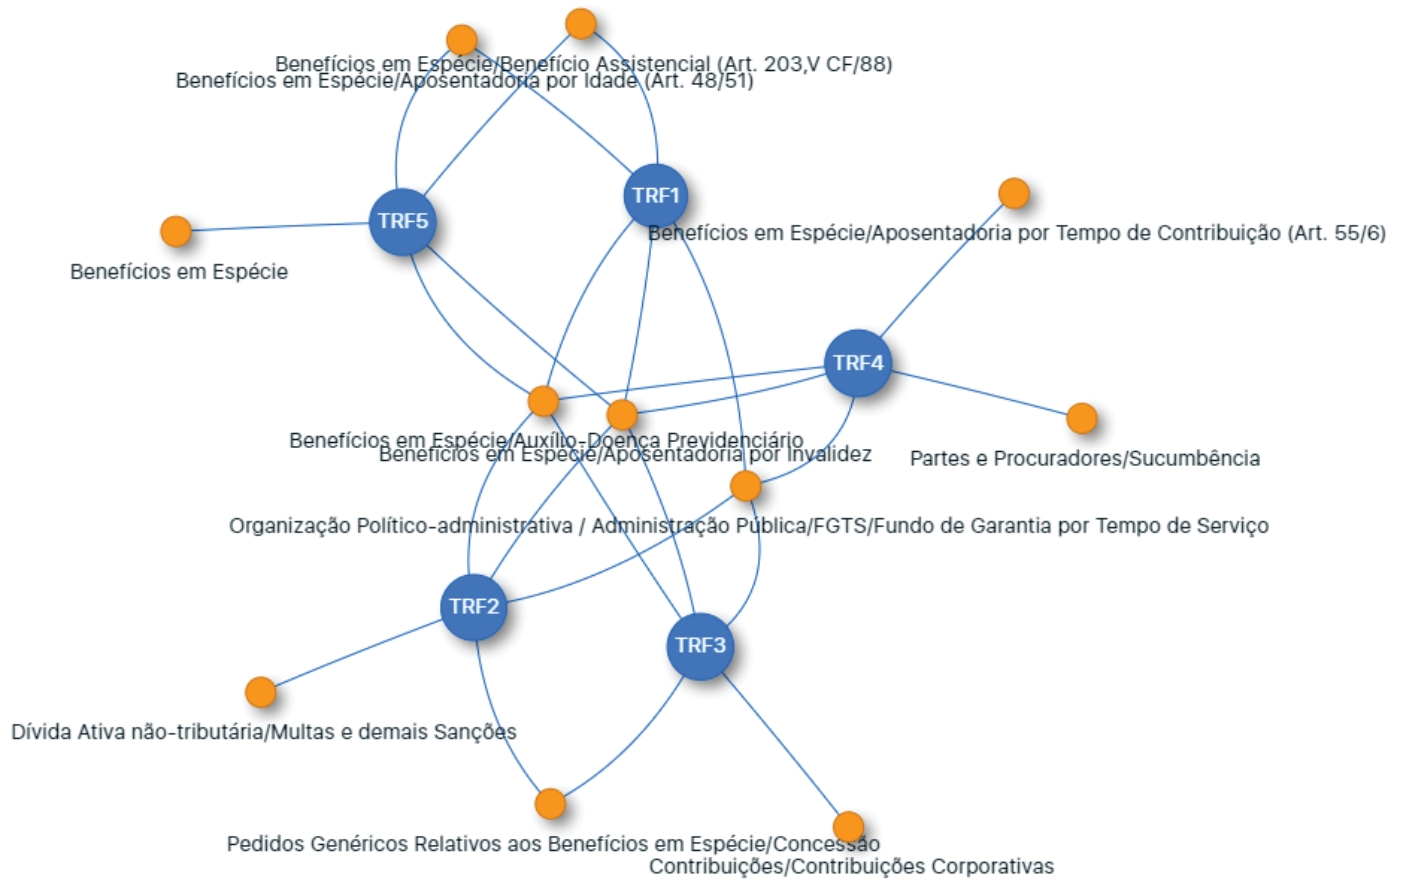 Benefícios em Espécie/Benefício Assistencial (Art. 203,V CF/88)
Benefícios em Espécie/Aposentadoria por Idade (Art. 48/51)
TRF1
TRF5
Benefícios em Espécie/Aposentadoria por Tempo de Contribuição (Art. 55/6)
Benefícios em Espécie
TRF4
Benefícios em Espécie/Auxílio-Doença Previdenciário
Benefícios em Espécie/Aposentadoria por Invalidez
Partes e Procuradores/Sucumbência
Organização Político-administrativa / Administração Pública/FGTS/Fundo de Garantia por Tempo de Serviço
TRF2
TRF3
Dívida Ativa não-tributária/Multas e demais Sanções
Pedidos Genéricos Relativos aos Benefícios em Espécie/Concessão
Contribuições/Contribuições Corporativas